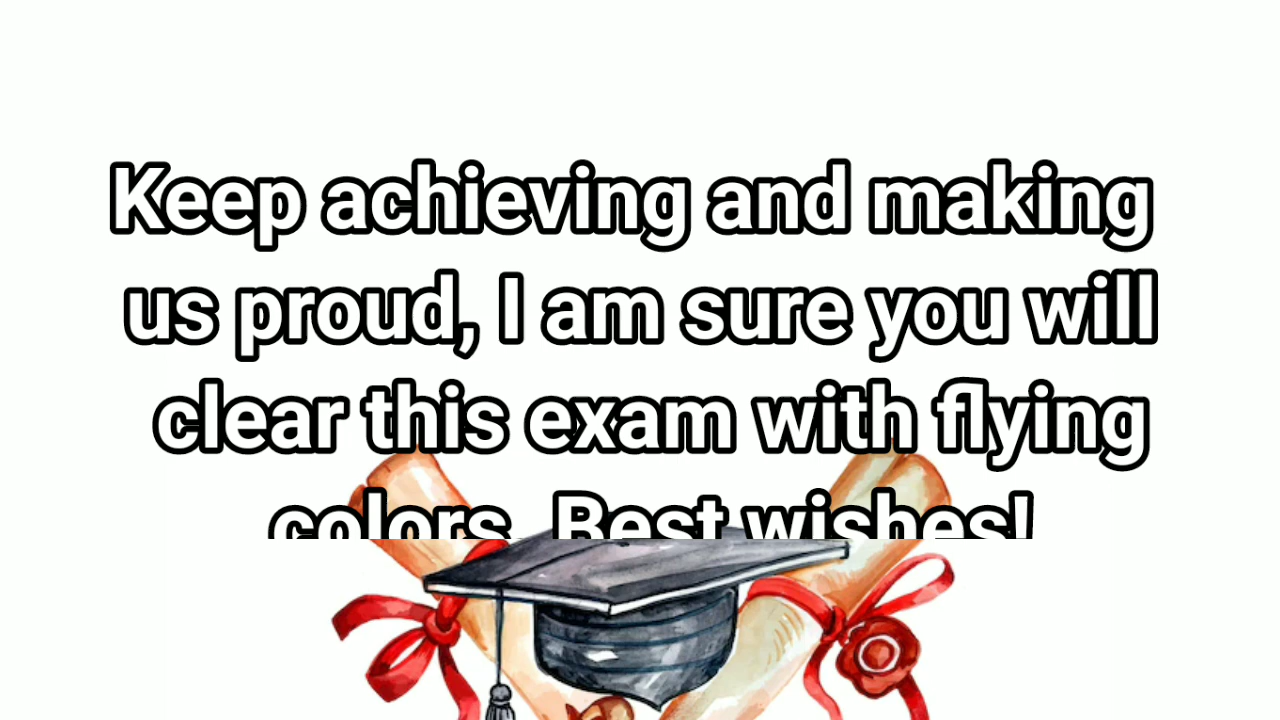 Keep achieving and making
us proud, I am sure you will
clear this exam with flying
colors. Best wishes!